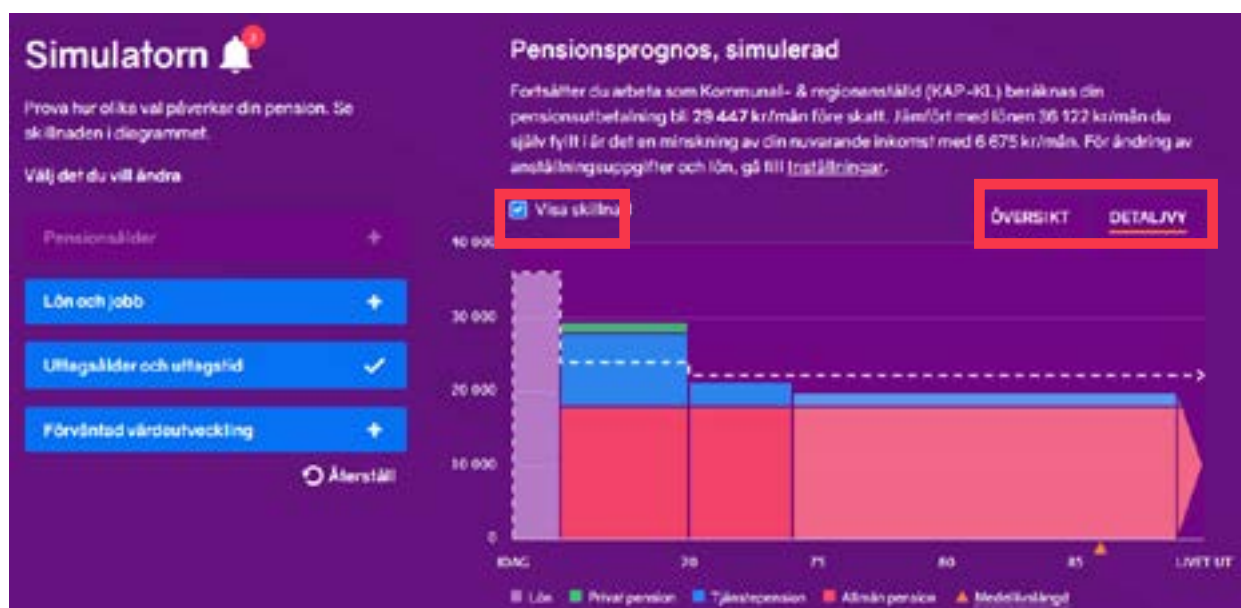 Simulatorn
Prova hur olika val påverkar din pension. Se
skillnaden i diagrammet.
Välj det du vill ändra
Pensionsålder
Lön och jobb
Uttagsålder och uttagstid
Förväntad värdeutveckling
Återställ
Pensionsprognos, simulerad
Fortsätter du arbeta som Kommunal- & regionanställd (KAP-KL) beräknas din
pensionsutbetalning bli 29 447 kr/mån före skatt. Jämfört med lönen 36 122 kr/mån du
själv fyllt i är det en minskning av din nuvarande inkomst med 6 675 kr/mån. För ändring av
anställningsuppgifter och lön, gå till Inställningar.
Visa skillnad
ÖVERSIKT DETALJVY
40 000
30 000
20 000
10 000
0
IDAG 70 75 80 85 LIVET UT
Lön Privat pension Tjänstepension Allmän pension Medellivslängd